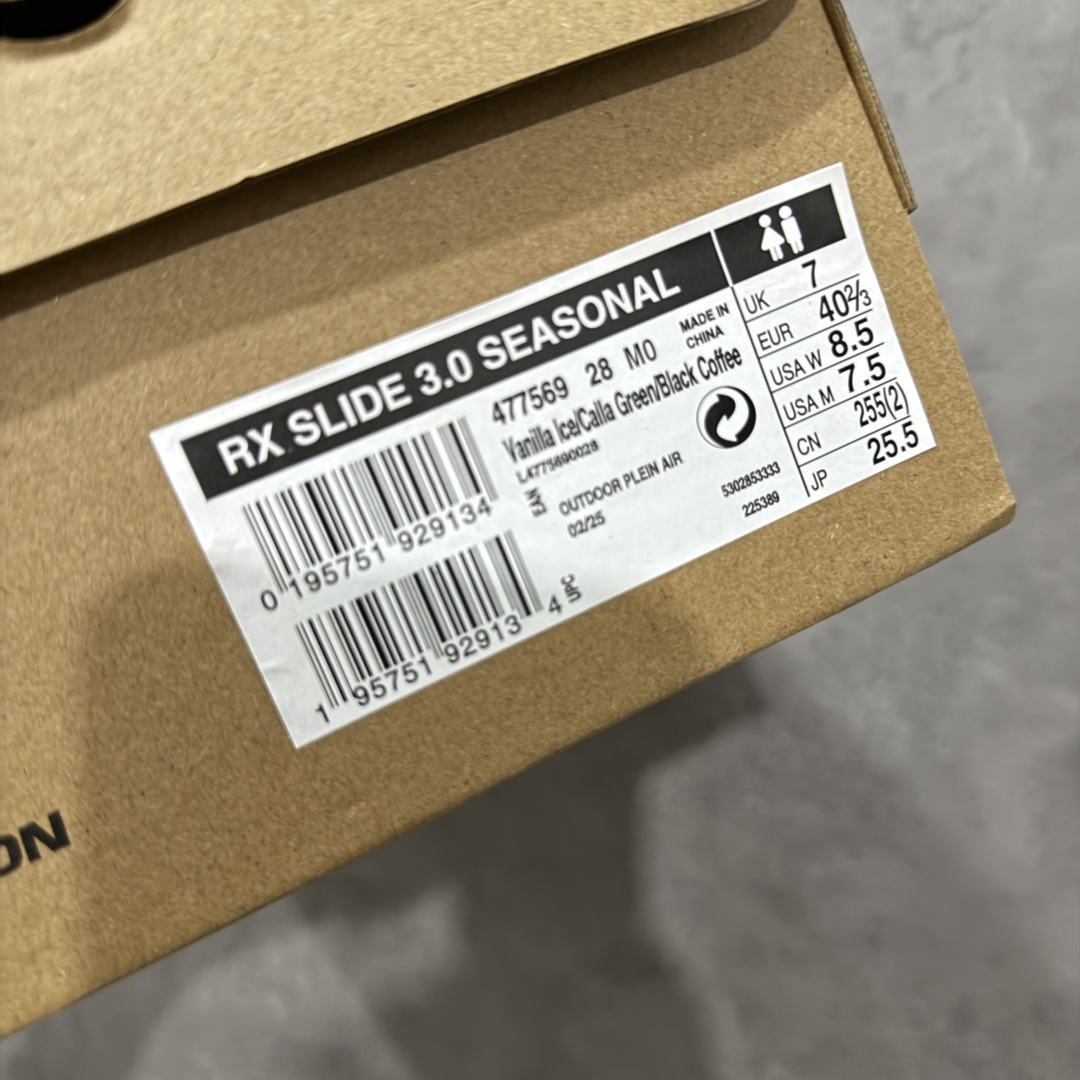 RX SLIDE 3.0 SEASONAL
477569 28 M0
MADE IN
CHINA
Vanilla Ice/Calla Green/Black Coffee
L4775690028
NY3
OUTDOOR PLEIN AIR
02/25
5302853333
225389
0 195751 929134
1 95751 92913 4
UPC
UK 7
EUR 40⅔
USA W 8.5
USA M 7.5
CN 255(2)
JP 25.5
ON